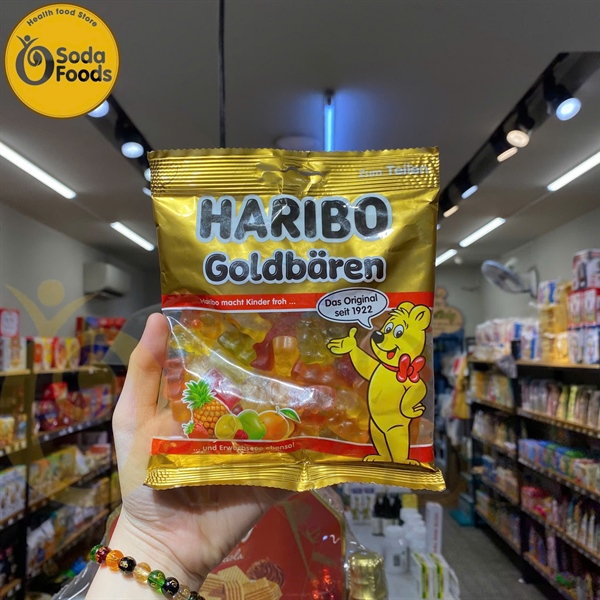 Health food Store
Soda
Foods
zum Teilen
HARIBO
Goldbären
Haribo macht Kinder froh ...
Das Original
seit 1922
... und Erwachsene ebenso!